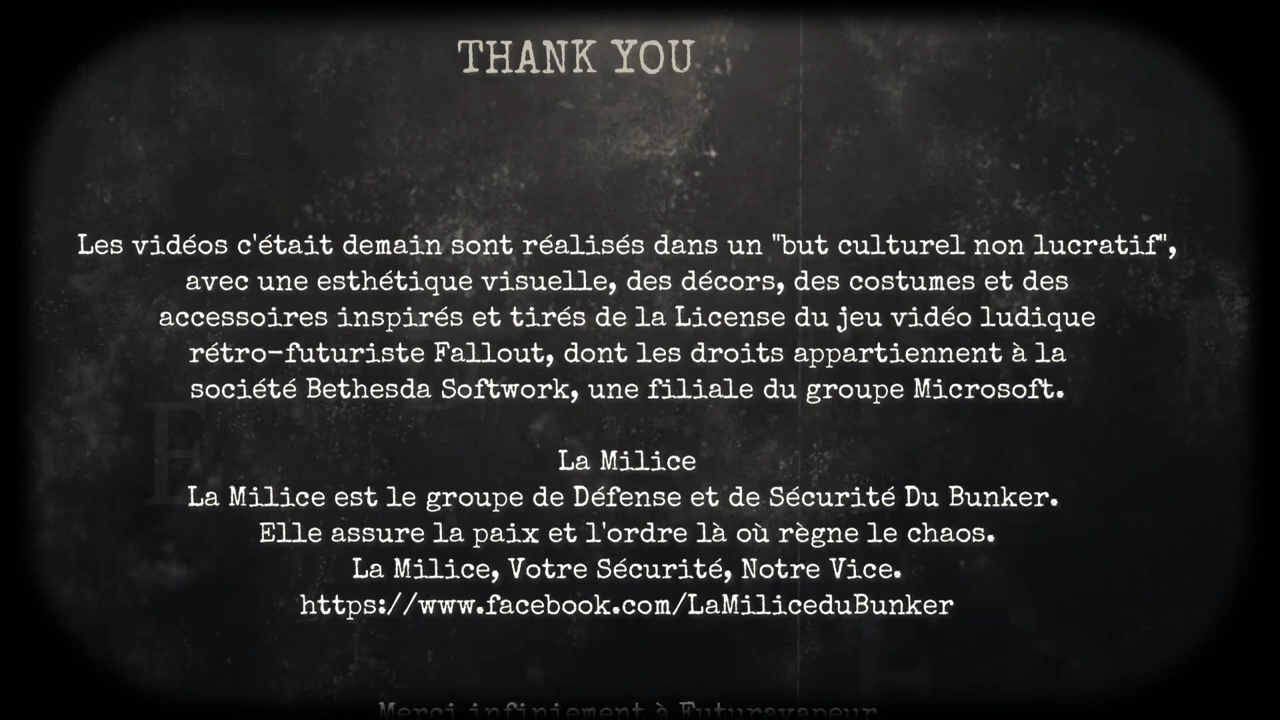 THANK YOU
Les vidéos c'était demain sont réalisés dans un "but culturel non lucratif",
avec une esthétique visuelle, des décors, des costumes et des
accessoires inspirés et tirés de la License du jeu vidéo ludique
rétro-futuriste Fallout, dont les droits appartiennent à la
société Bethesda Softwork, une filiale du groupe Microsoft.
La Milice
La Milice est le groupe de Défense et de Sécurité Du Bunker.
Elle assure la paix et l'ordre là où règne le chaos.
La Milice, Votre Sécurité, Notre Vice.
https://www.facebook.com/LaMiliceduBunker
Merci infiniement à Futuravapeur